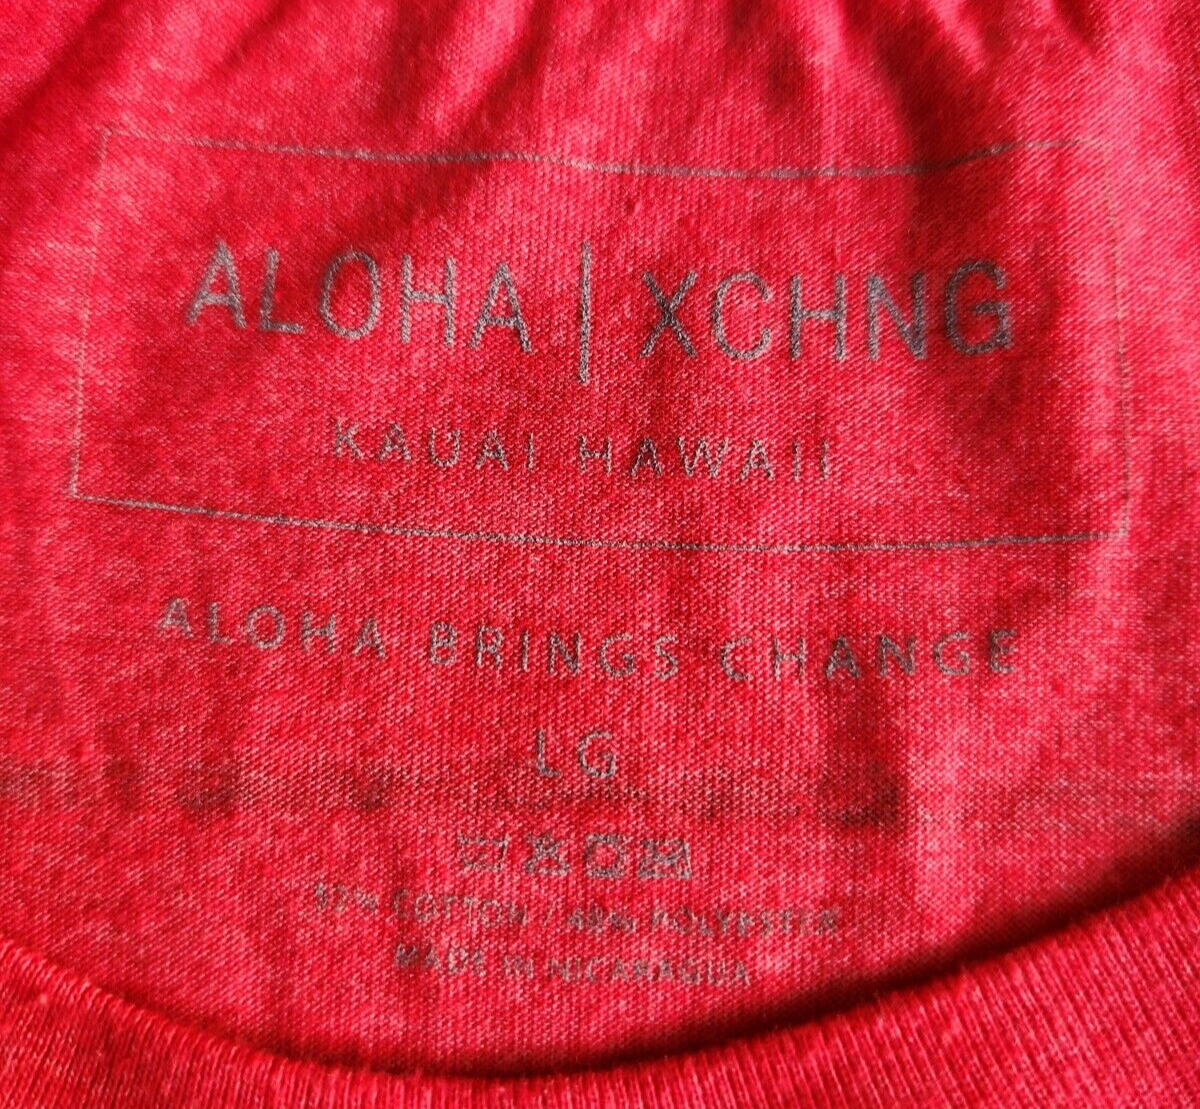 ALOHA | XCHNG
KAUAI HAWAII
ALOHA BRINGS CHANGE
LG
COTTON / POLYESTER
MADE IN NICARAGUA